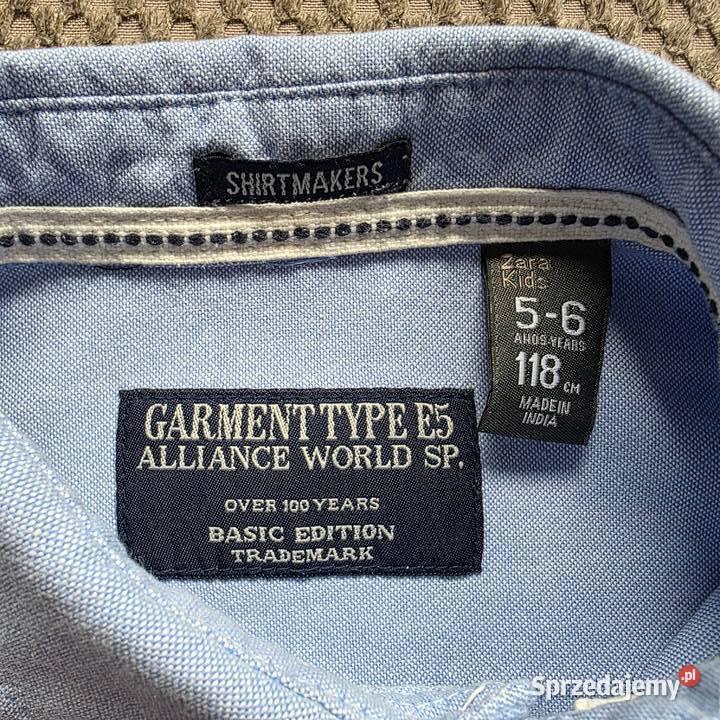 SHIRTMAKERS
Zara
Kids
5-6
AÑOS-YEARS
118 CM
MADE IN
INDIA
GARMENT TYPE E5
ALLIANCE WORLD SP.
OVER 100 YEARS
BASIC EDITION
TRADEMARK
Sprzedajemy.pl